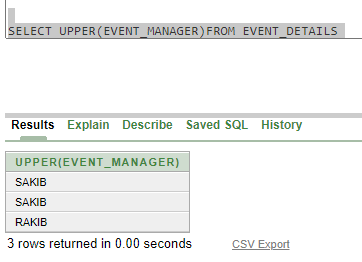 SELECT UPPER(EVENT_MANAGER)FROM EVENT_DETAILS
Results Explain Describe Saved SQL History
UPPER(EVENT_MANAGER)
SAKIB
SAKIB
RAKIB
3 rows returned in 0.00 seconds CSV Export